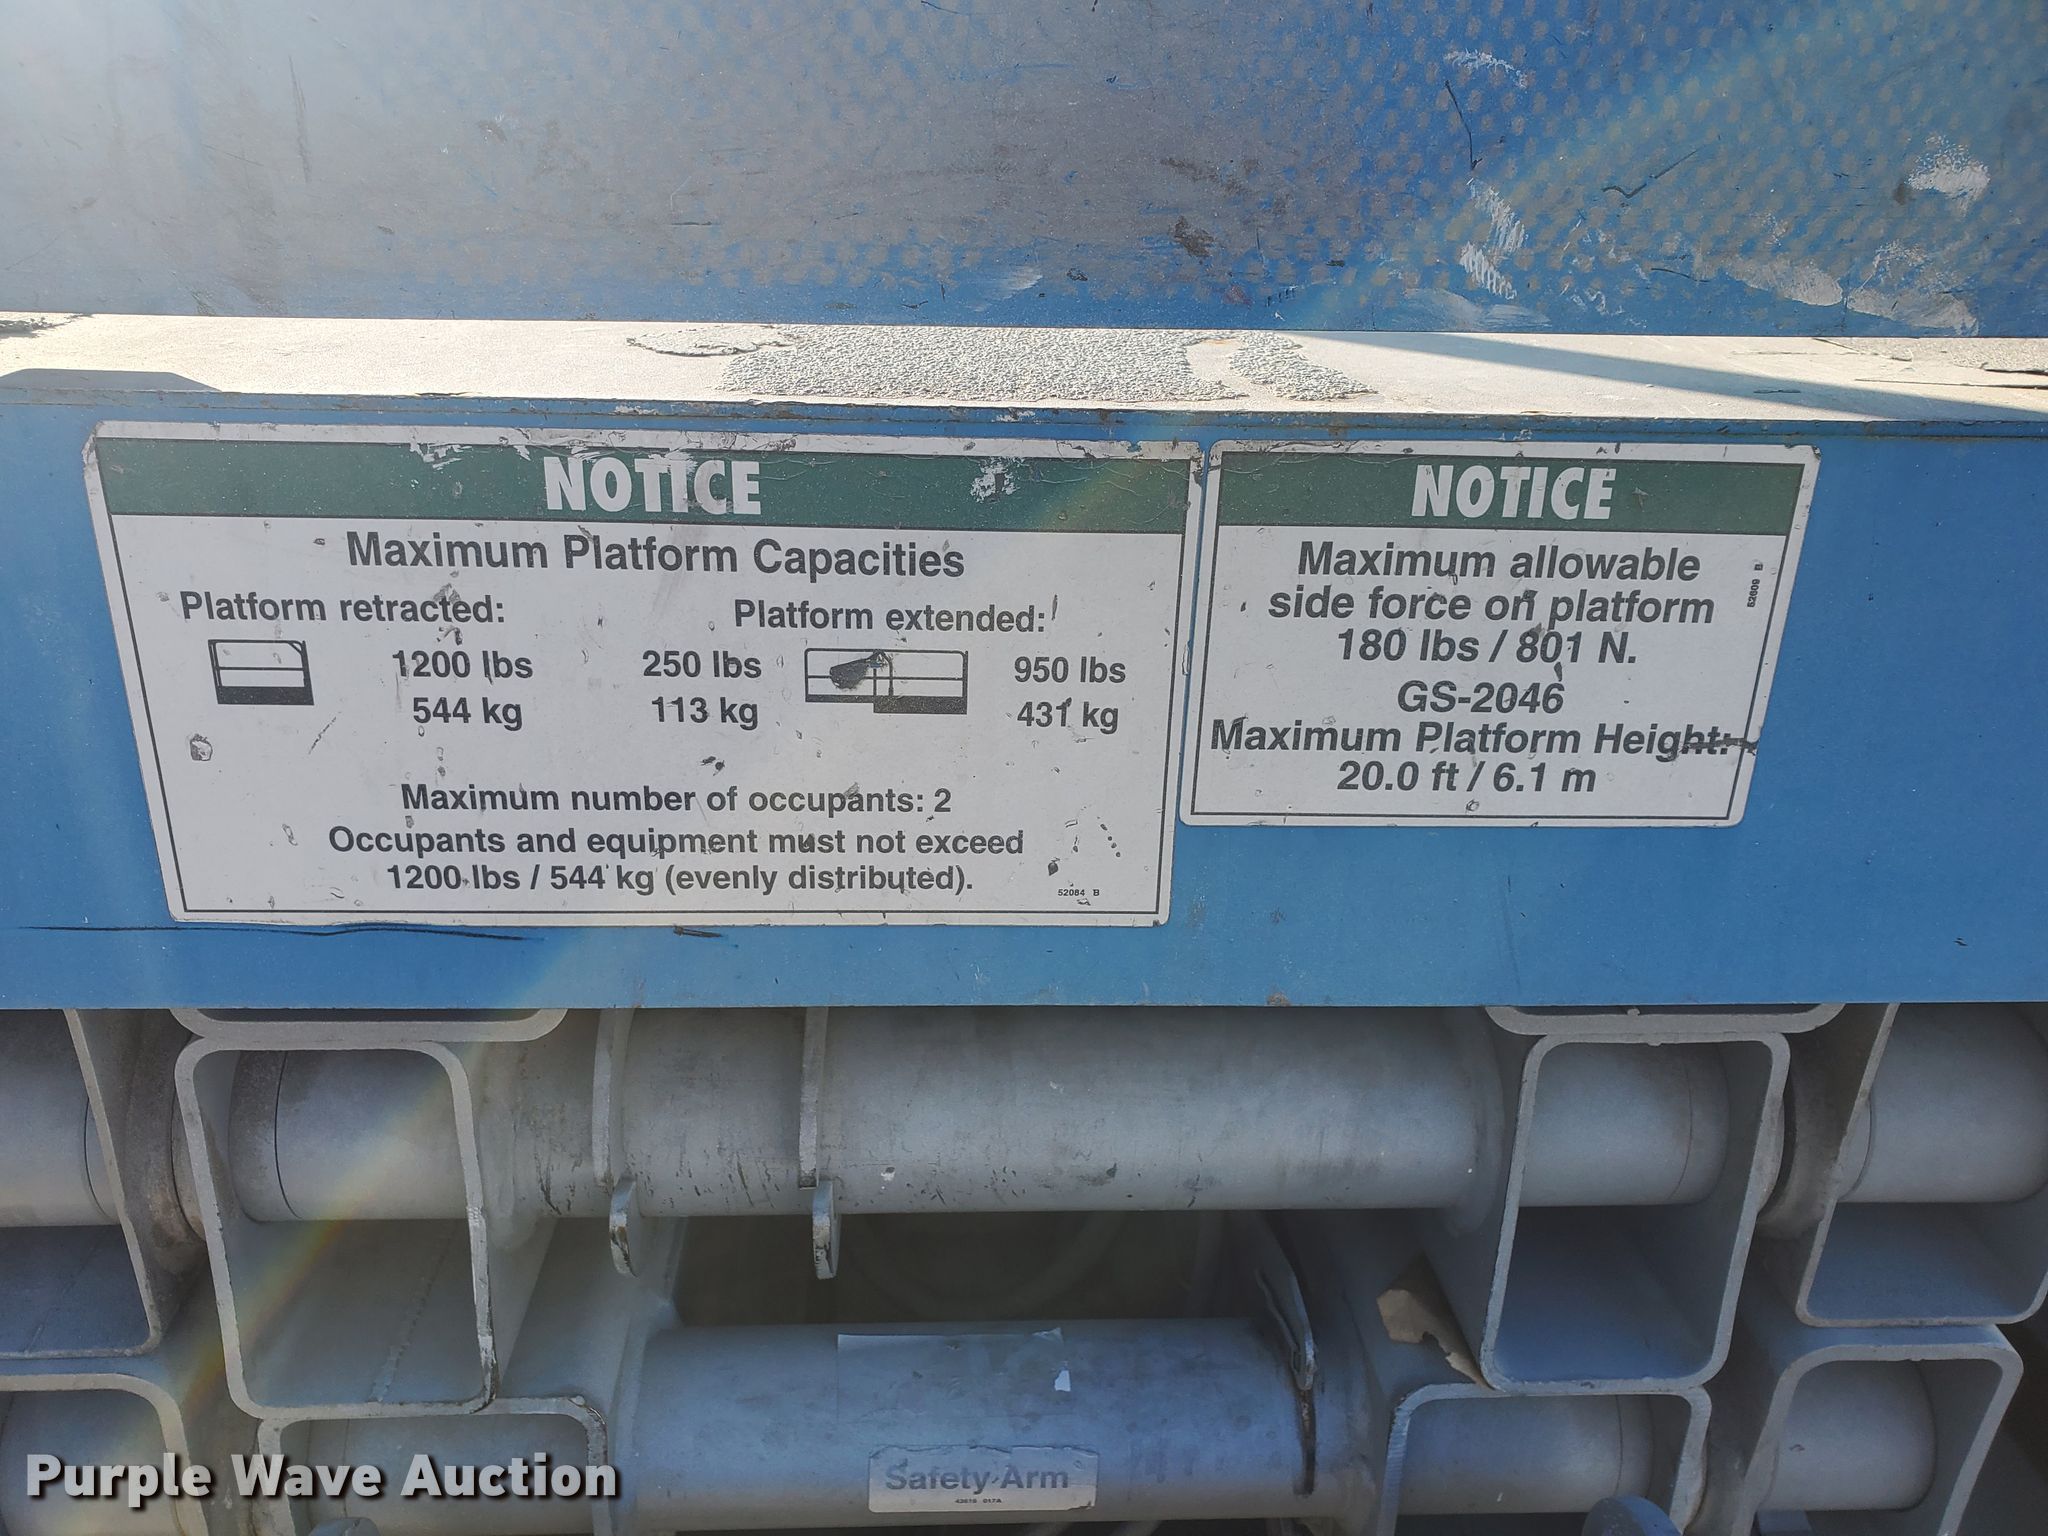 NOTICE
Maximum Platform Capacities
Platform retracted:
Platform extended:
1200 lbs
544 kg
250 lbs
113 kg
950 lbs
431 kg
Maximum number of occupants: 2
Occupants and equipment must not exceed
1200 lbs / 544 kg (evenly distributed).
52084 B
NOTICE
Maximum allowable
side force on platform
180 lbs / 801 N.
GS-2046
Maximum Platform Height:
20.0 ft / 6.1 m
52609 B
Safety Arm
Purple Wave Auction